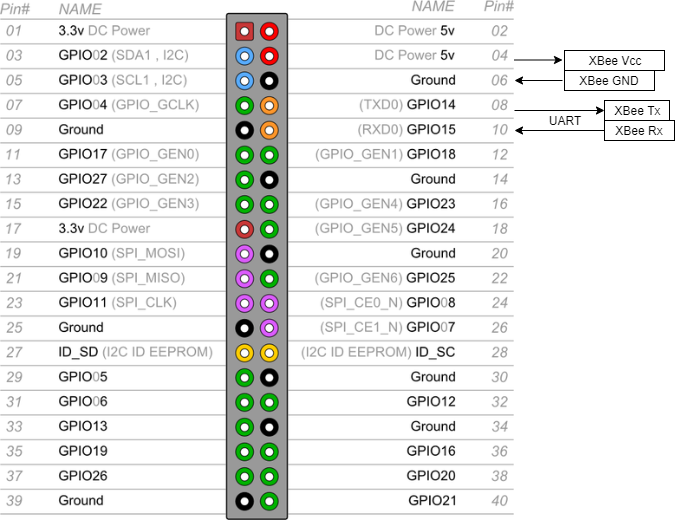 Pin# NAME NAME Pin#
01 3.3v DC Power DC Power 5v 02
03 GPIO02 (SDA1 , I2C) DC Power 5v 04 XBee Vcc
05 GPIO03 (SCL1 , I2C) Ground 06 XBee GND
07 GPIO04 (GPIO_GCLK) (TXD0) GPIO14 08 XBee Tx
UART
09 Ground (RXD0) GPIO15 10 XBee Rx
11 GPIO17 (GPIO_GEN0) (GPIO_GEN1) GPIO18 12
13 GPIO27 (GPIO_GEN2) Ground 14
15 GPIO22 (GPIO_GEN3) (GPIO_GEN4) GPIO23 16
17 3.3v DC Power (GPIO_GEN5) GPIO24 18
19 GPIO10 (SPI_MOSI) Ground 20
21 GPIO09 (SPI_MISO) (GPIO_GEN6) GPIO25 22
23 GPIO11 (SPI_CLK) (SPI_CE0_N) GPIO08 24
25 Ground (SPI_CE1_N) GPIO07 26
27 ID_SD (I2C ID EEPROM) (I2C ID EEPROM) ID_SC 28
29 GPIO05 Ground 30
31 GPIO06 GPIO12 32
33 GPIO13 Ground 34
35 GPIO19 GPIO16 36
37 GPIO26 GPIO20 38
39 Ground GPIO21 40